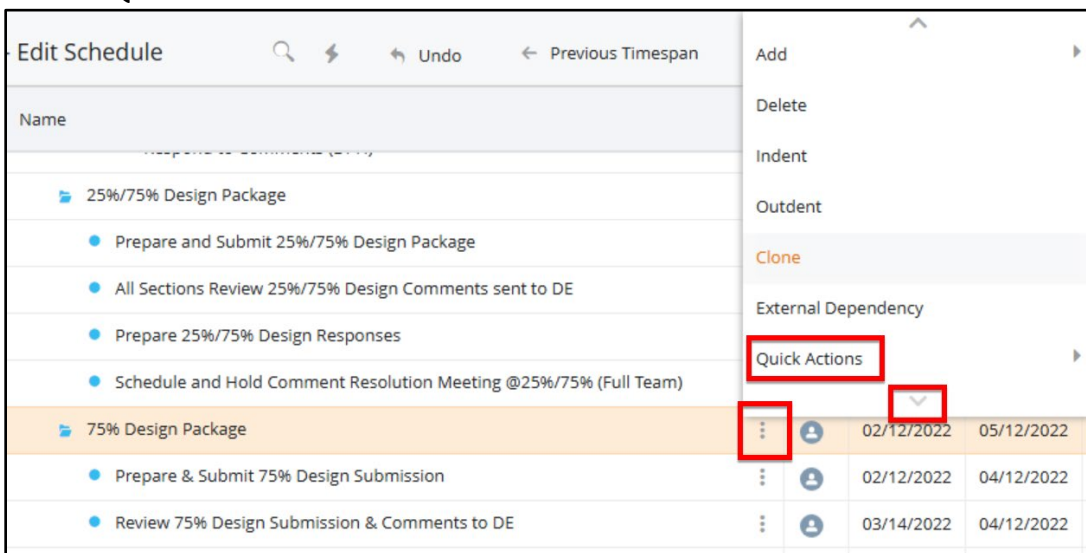 Edit Schedule Undo Previous Timespan
Name
25%/75% Design Package
Prepare and Submit 25%/75% Design Package
All Sections Review 25%/75% Design Comments sent to DE
Prepare 25%/75% Design Responses
Schedule and Hold Comment Resolution Meeting @25%/75% (Full Team)
75% Design Package 02/12/2022 05/12/2022
Prepare & Submit 75% Design Submission 02/12/2022 04/12/2022
Review 75% Design Submission & Comments to DE 03/14/2022 04/12/2022
Add
Delete
Indent
Outdent
Clone
External Dependency
Quick Actions